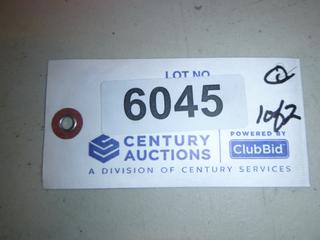 LOT NO.
6045
1 of 2
CENTURY AUCTIONS
POWERED BY
ClubBid
A DIVISION OF CENTURY SERVICES